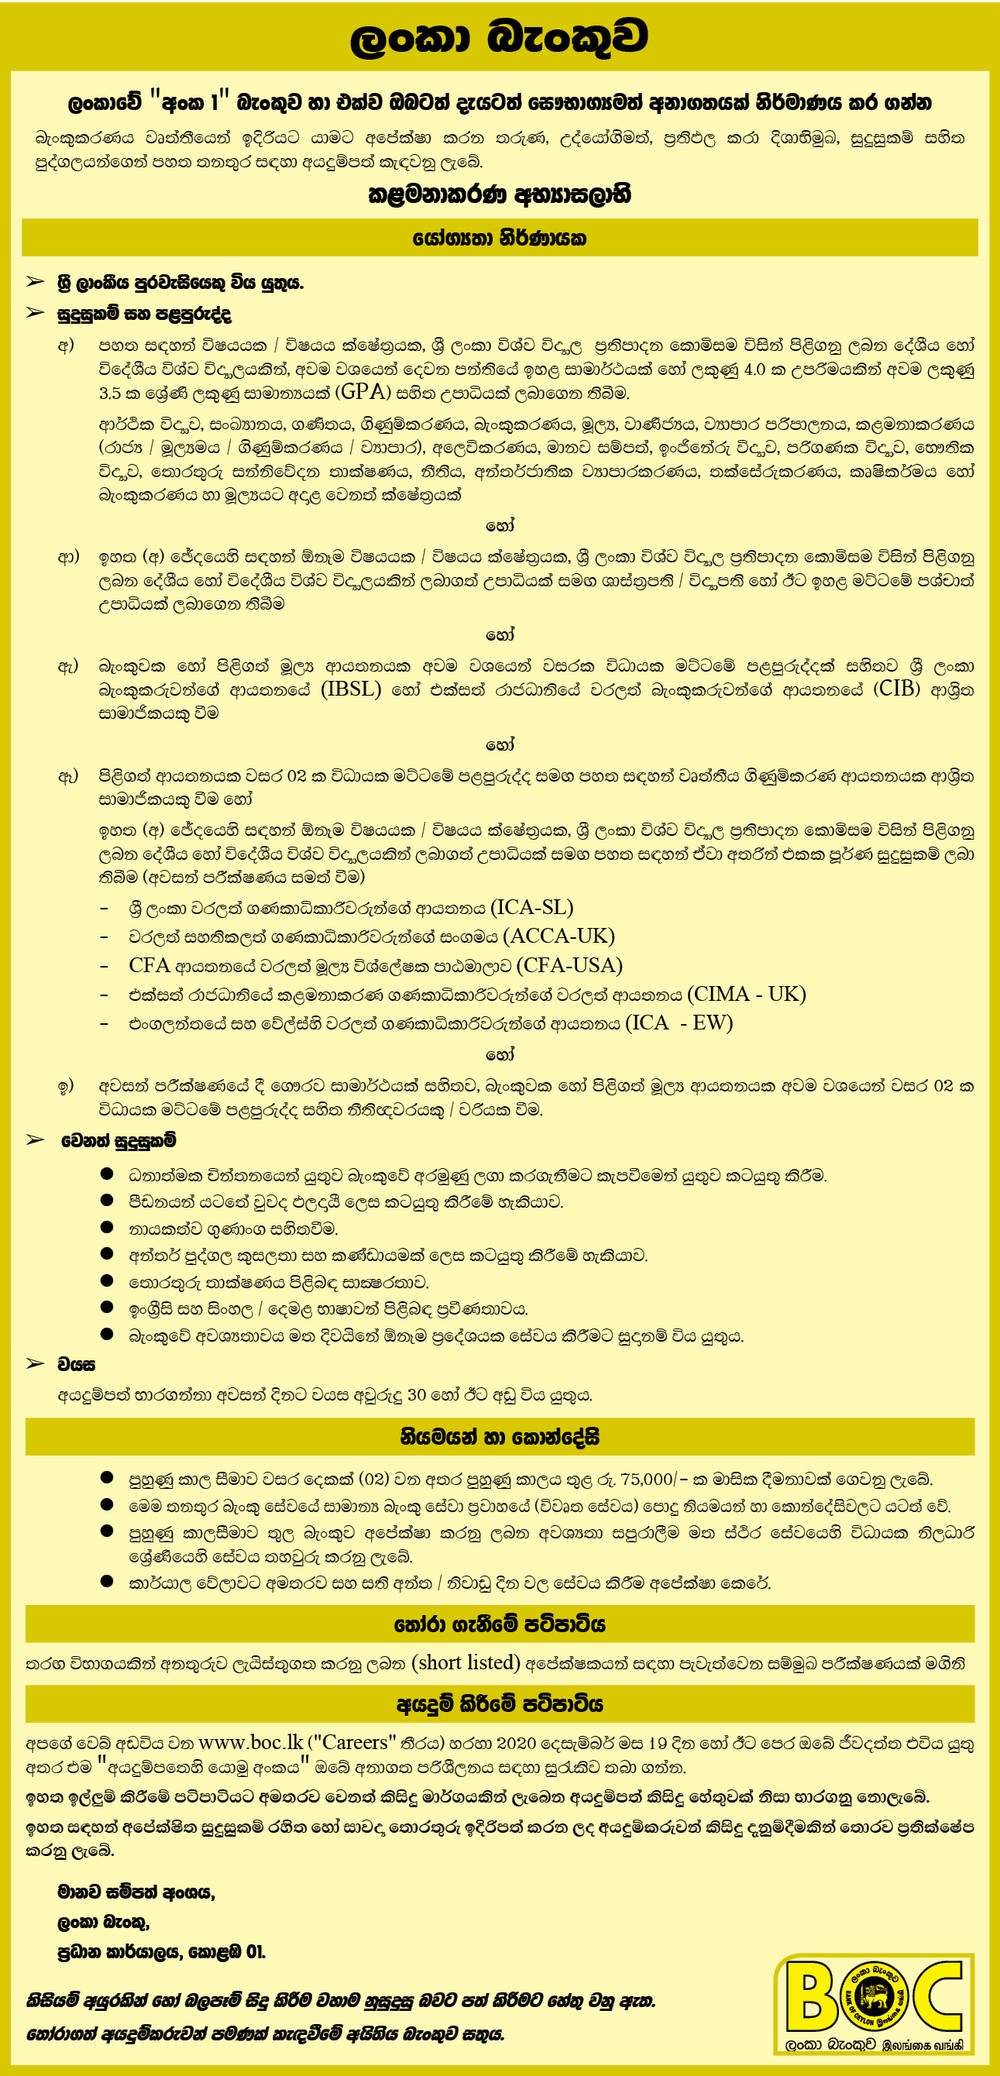 ලංකා බැංකුව
ලංකාවේ "අංක 1" බැංකුව හා එක්ව ඔබටත් දැයටත් සෞභාග්‍යමත් අනාගතයක් නිර්මාණය කර ගන්න
බැංකුකරණය වෘත්තියෙන් ඉදිරියට යාමට අපේක්ෂා කරන තරුණ, උද්යෝගිමත්, ප්‍රතිඵල කරා දිශාභිමුඛ, සුදුසුකම් සහිත
පුද්ගලයන්ගෙන් පහත තනතුර සඳහා අයදුම්පත් කැඳවනු ලැබේ.
කළමනාකරණ අභ්‍යාසලාභි
යෝග්‍යතා නිර්ණායක
➢ ශ්‍රී ලාංකීය පුරවැසියෙකු විය යුතුය.
➢ සුදුසුකම් සහ පළපුරුද්ද
අ) පහත සඳහන් විෂයයක / විෂයය ක්ෂේත්‍රයක, ශ්‍රී ලංකා විශ්ව විද්‍යාල ප්‍රතිපාදන කොමිසම විසින් පිළිගනු ලබන දේශීය හෝ
විදේශීය විශ්ව විද්‍යාලයකින්, අවම වශයෙන් දෙවන පන්තියේ ඉහළ සාමාර්ථයක් හෝ ලකුණු 4.0 ක උපරිමයකින් අවම ලකුණු
3.5 ක ශ්‍රේණි ලකුණු සාමාන්‍යයක් (GPA) සහිත උපාධියක් ලබාගෙන තිබීම.
ආර්ථික විද්‍යාව, සංඛ්‍යානය, ගණිතය, ගිණුම්කරණය, බැංකුකරණය, මූල්‍ය, වාණිජ්‍යය, ව්‍යාපාර පරිපාලනය, කළමනාකරණය
(රාජ්‍ය / මූල්‍යමය / ගිණුම්කරණය / ව්‍යාපාර), අලෙවිකරණය, මානව සම්පත්, ඉංජිනේරු විද්‍යාව, පරිගණක විද්‍යාව, භෞතික
විද්‍යාව, තොරතුරු සන්නිවේදන තාක්ෂණය, නීතිය, අන්තර්ජාතික ව්‍යාපාරකරණය, තක්සේරුකරණය, කෘෂිකර්මය හෝ
බැංකුකරණය හා මූල්‍යයට අදාළ වෙනත් ක්ෂේත්‍රයක්
හෝ
ආ) ඉහත (අ) ඡේදයෙහි සඳහන් ඕනෑම විෂයයක / විෂයය ක්ෂේත්‍රයක, ශ්‍රී ලංකා විශ්ව විද්‍යාල ප්‍රතිපාදන කොමිසම විසින් පිළිගනු
ලබන දේශීය හෝ විදේශීය විශ්ව විද්‍යාලයකින් ලබාගත් උපාධියක් සමඟ ශාස්ත්‍රපති / විද්‍යාපති හෝ ඊට ඉහළ මට්ටමේ පශ්චාත්
උපාධියක් ලබාගෙන තිබීම
හෝ
ඇ) බැංකුවක හෝ පිළිගත් මූල්‍ය ආයතනයක අවම වශයෙන් වසරක විධායක මට්ටමේ පළපුරුද්දක් සහිතව ශ්‍රී ලංකා
බැංකුකරුවන්ගේ ආයතනයේ (IBSL) හෝ එක්සත් රාජධානියේ වරලත් බැංකුකරුවන්ගේ ආයතනයේ (CIB) ආශ්‍රිත
සාමාජිකයකු වීම
හෝ
ඈ) පිළිගත් ආයතනයක වසර 02 ක විධායක මට්ටමේ පළපුරුද්ද සමඟ පහත සඳහන් වෘත්තීය ගිණුම්කරණ ආයතනයක ආශ්‍රිත
සාමාජිකයකු වීම හෝ
ඉහත (අ) ඡේදයෙහි සඳහන් ඕනෑම විෂයයක / විෂයය ක්ෂේත්‍රයක, ශ්‍රී ලංකා විශ්ව විද්‍යාල ප්‍රතිපාදන කොමිසම විසින් පිළිගනු
ලබන දේශීය හෝ විදේශීය විශ්ව විද්‍යාලයකින් ලබාගත් උපාධියක් සමඟ පහත සඳහන් ඒවා අතරින් එකක පූර්ණ සුදුසුකම් ලබා
තිබීම (අවසන් පරීක්ෂණය සමත් වීම)
- ශ්‍රී ලංකා වරලත් ගණකාධිකාරිවරුන්ගේ ආයතනය (ICA-SL)
- වරලත් සහතිකලත් ගණකාධිකාරිවරුන්ගේ සංගමය (ACCA-UK)
- CFA ආයතනයේ වරලත් මූල්‍ය විශ්ලේෂක පාඨමාලාව (CFA-USA)
- එක්සත් රාජධානියේ කළමනාකරණ ගණකාධිකාරිවරුන්ගේ වරලත් ආයතනය (CIMA - UK)
- එංගලන්තයේ සහ වේල්ස්හි වරලත් ගණකාධිකාරිවරුන්ගේ ආයතනය (ICA - EW)
හෝ
ඉ) අවසන් පරීක්ෂණයේ දී ගෞරව සාමාර්ථයක් සහිතව, බැංකුවක හෝ පිළිගත් මූල්‍ය ආයතනයක අවම වශයෙන් වසර 02 ක
විධායක මට්ටමේ පළපුරුද්ද සහිත නීතිඥවරයකු / වරියක වීම.
➢ වෙනත් සුදුසුකම්
● ධනාත්මක චින්තනයෙන් යුතුව බැංකුවේ අරමුණු ලඟා කරගැනීමට කැපවීමෙන් යුතුව කටයුතු කිරීම.
● පීඩනයන් යටතේ වුවද ඵලදායී ලෙස කටයුතු කිරීමේ හැකියාව.
● නායකත්ව ගුණාංග සහිතවීම.
● අන්තර් පුද්ගල කුසලතා සහ කණ්ඩායමක් ලෙස කටයුතු කිරීමේ හැකියාව.
● තොරතුරු තාක්ෂණය පිළිබඳ සාක්‍ෂරතාව.
● ඉංග්‍රීසි සහ සිංහල / දෙමළ භාෂාවන් පිළිබඳ ප්‍රවීණතාවය.
● බැංකුවේ අවශ්‍යතාවය මත දිවයිනේ ඕනෑම ප්‍රදේශයක සේවය කිරීමට සූදානම් විය යුතුය.
➢ වයස
අයදුම්පත් භාරගන්නා අවසන් දිනට වයස අවුරුදු 30 හෝ ඊට අඩු විය යුතුය.
නියමයන් හා කොන්දේසි
● පුහුණු කාල සීමාව වසර දෙකක් (02) වන අතර පුහුණු කාලය තුළ රු. 75,000/- ක මාසික දීමනාවක් ගෙවනු ලැබේ.
● මෙම තනතුර බැංකු සේවයේ සාමාන්‍ය බැංකු සේවා ප්‍රවාහයේ (විවෘත සේවය) පොදු නියමයන් හා කොන්දේසිවලට යටත් වේ.
● පුහුණු කාලසීමාව තුල බැංකුව අපේක්ෂා කරනු ලබන අවශ්‍යතා සපුරාලීම මත ස්ථිර සේවයෙහි විධායක නිලධාරී
ශ්‍රේණියෙහි සේවය තහවුරු කරනු ලැබේ.
● කාර්යාල වේලාවට අමතරව සහ සති අන්ත / නිවාඩු දින වල සේවය කිරීම අපේක්ෂා කෙරේ.
තෝරා ගැනීමේ පටිපාටිය
තරඟ විභාගයකින් අනතුරුව ලැයිස්තුගත කරනු ලබන (short listed) අපේක්ෂකයන් සඳහා පැවැත්වෙන සම්මුඛ පරීක්ෂණයක් මගිනි
අයදුම් කිරීමේ පටිපාටිය
අපගේ වෙබ් අඩවිය වන www.boc.lk ("Careers" තීරය) හරහා 2020 දෙසැම්බර් මස 19 දින හෝ ඊට පෙර ඔබේ ජීවදත්ත එවිය යුතු
අතර එම "අයදුම්පතෙහි යොමු අංකය" ඔබේ අනාගත පරිශීලනය සඳහා සුරැකිව තබා ගන්න.
ඉහත ඉල්ලුම් කිරීමේ පටිපාටියට අමතරව වෙනත් කිසිදු මාර්ගයකින් ලැබෙන අයදුම්පත් කිසිදු හේතුවක් නිසා භාරගනු නොලැබේ.
ඉහත සඳහන් අපේක්ෂිත සුදුසුකම් රහිත හෝ සාවද්‍ය තොරතුරු ඉදිරිපත් කරන ලද අයදුම්කරුවන් කිසිදු දැනුම්දීමකින් තොරව ප්‍රතික්ෂේප
කරනු ලැබේ.
මානව සම්පත් අංශය,
ලංකා බැංකු,
ප්‍රධාන කාර්යාලය, කොළඹ 01.
කිසියම් අයුරකින් හෝ බලපෑම් සිදු කිරීම වහාම නුසුදුසු බවට පත් කිරීමට හේතු වනු ඇත.
තෝරාගත් අයදුම්කරුවන් පමණක් කැඳවීමේ අයිතිය බැංකුව සතුය.
BOC
ලංකා බැංකුව
BANK OF CEYLON இலங்கை வங்கி
ලංකා බැංකුව இலங்கை வங்கி